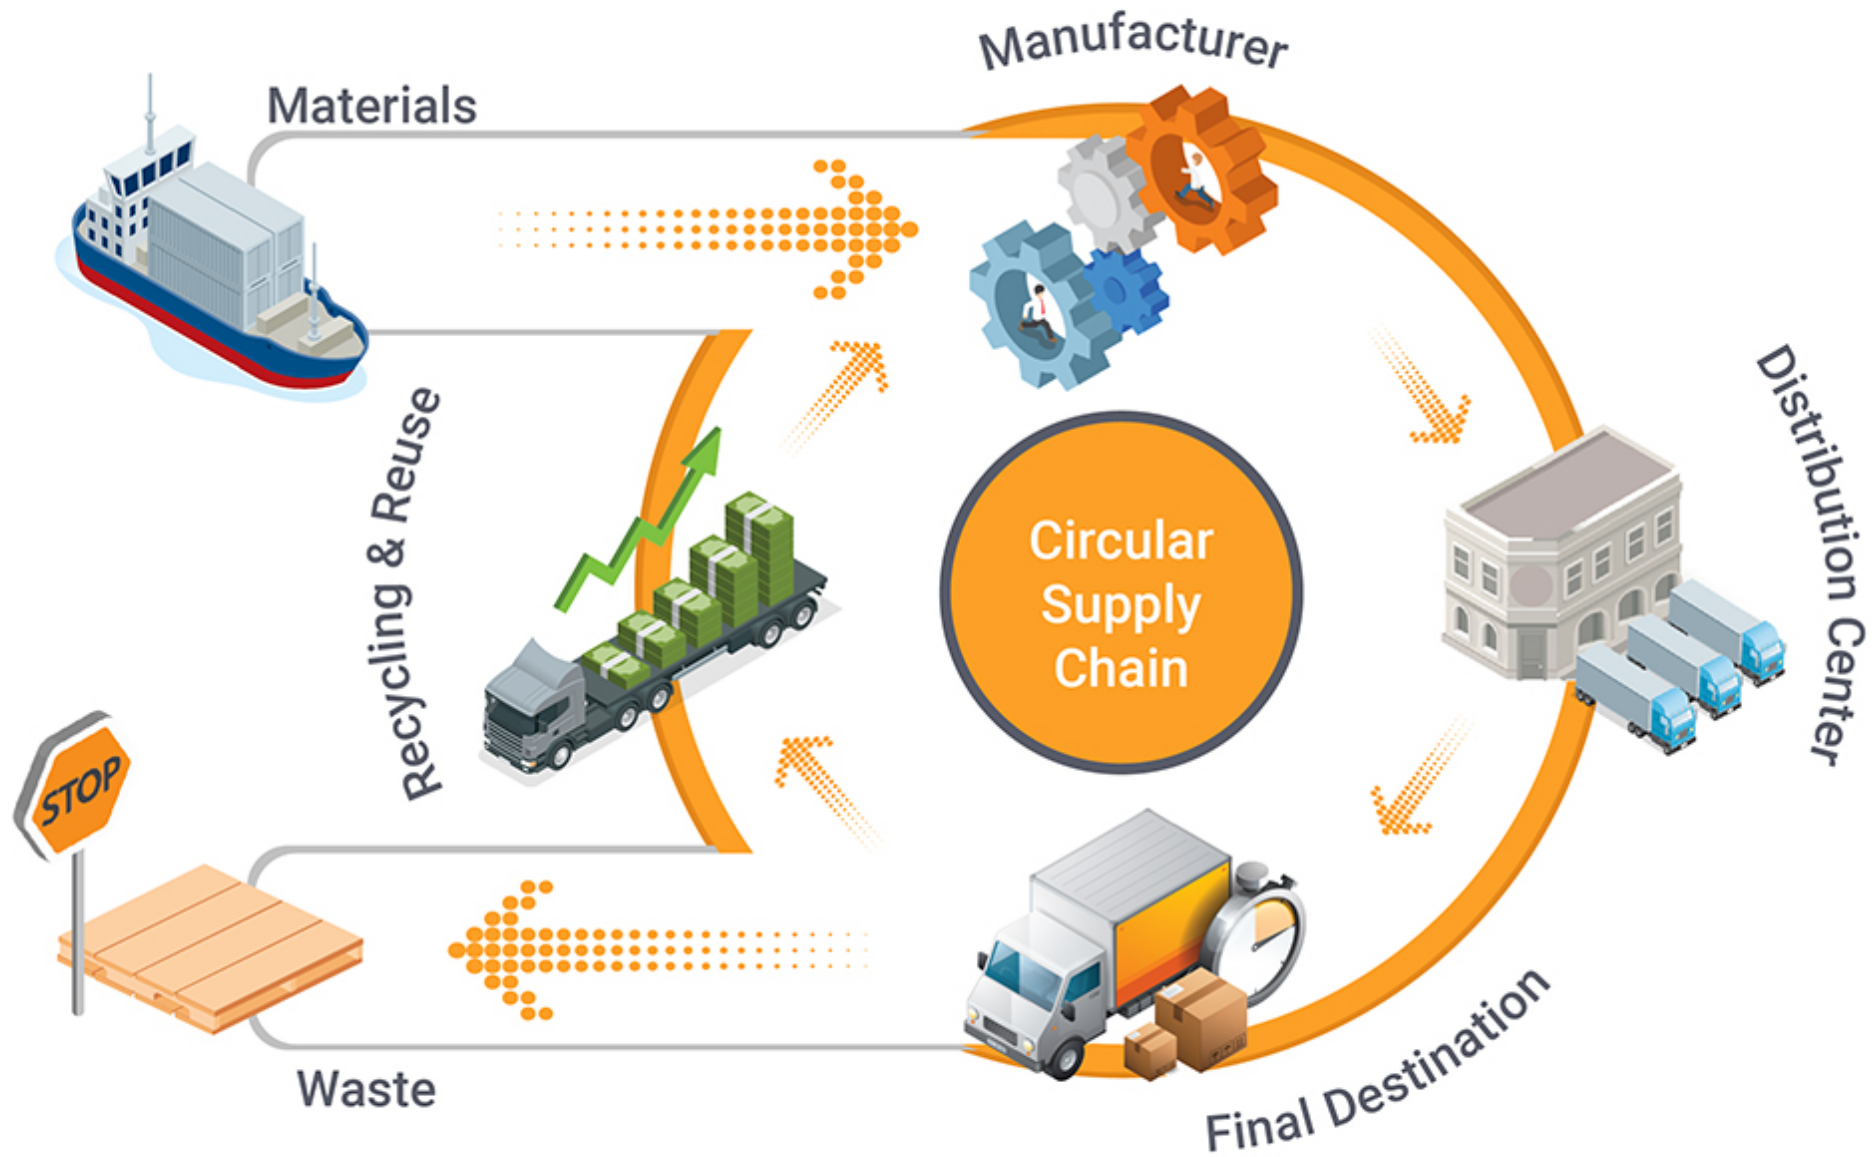 Manufacturer
Materials
Distribution Center
Recycling & Reuse
Circular
Supply
Chain
STOP
Final Destination
Waste